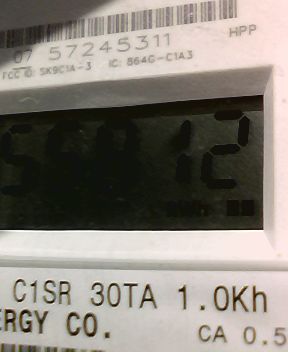 07 57245311
HPP
FCC ID: SK9C1A-3 IC: 864G-C1A3
56812
C1SR 30TA 1.0Kh
ERGY CO.
CA 0.5